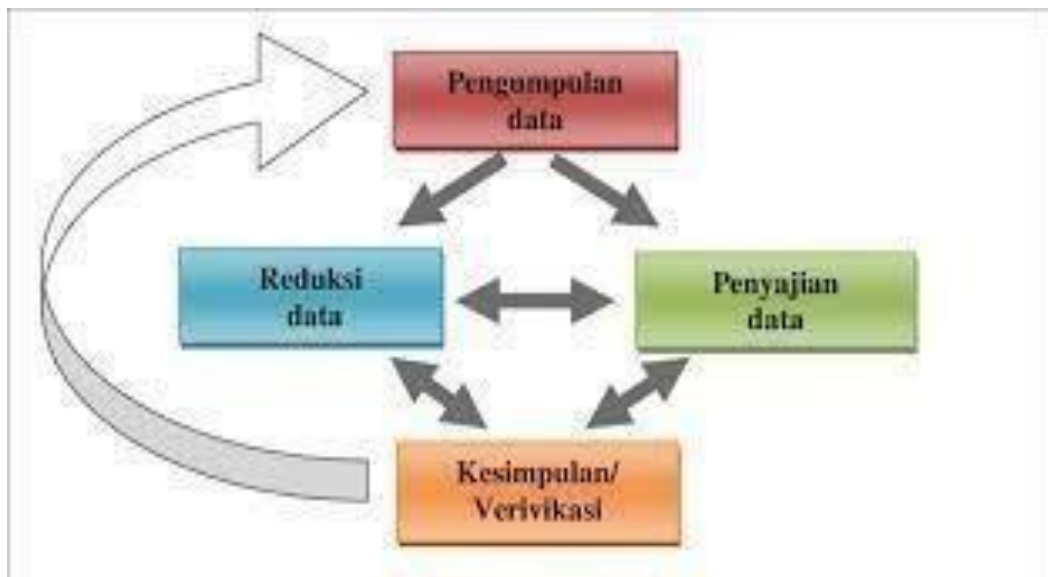 Pengumpulan
data
Reduksi
data
Penyajian
data
Kesimpulan/
Verivikasi